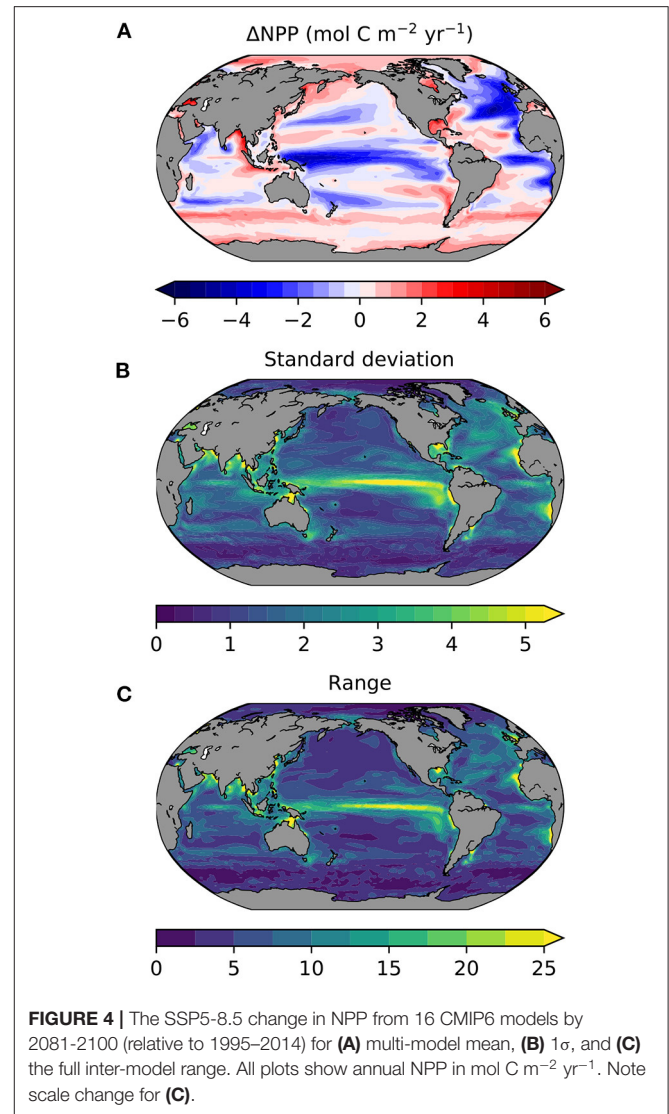 A
ΔNPP (mol C m⁻² yr⁻¹)
−6 −4 −2 0 2 4 6
B
Standard deviation
0 1 2 3 4 5
C
Range
0 5 10 15 20 25
FIGURE 4 | The SSP5-8.5 change in NPP from 16 CMIP6 models by
2081-2100 (relative to 1995–2014) for (A) multi-model mean, (B) 1σ, and (C)
the full inter-model range. All plots show annual NPP in mol C m⁻² yr⁻¹. Note
scale change for (C).